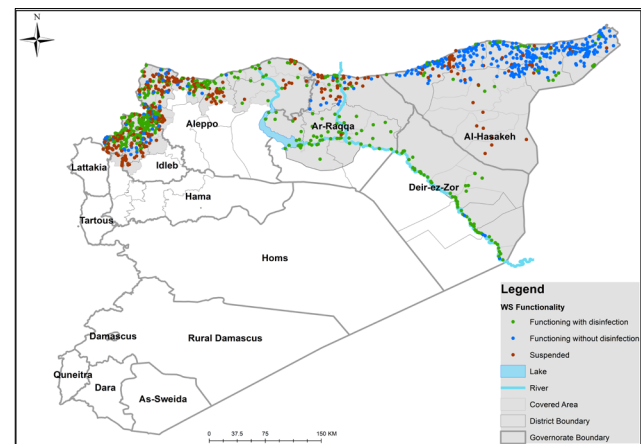 N
Aleppo
Ar-Raqqa
Al-Hasakeh
Lattakia
Idleb
Deir-ez-Zor
Hama
Tartous
Homs
Damascus
Rural Damascus
Quneitra
Dara
As-Sweida
0 37.5 75 150 KM
Legend
WS Functionality
Functioning with disinfection
Functioning without disinfection
Suspended
Lake
River
Covered Area
District Boundary
Governorate Boundary